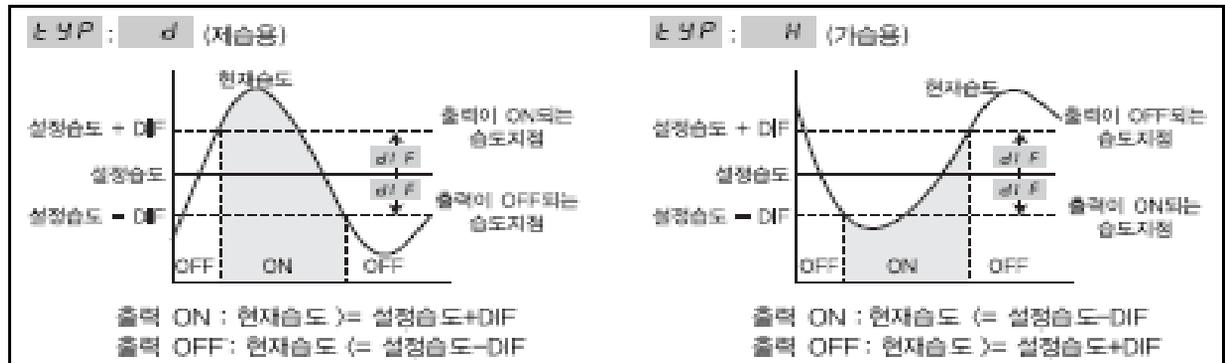 tYP : d (제습용)
현재습도
설정습도 + DIF
설정습도
설정습도 - DIF
출력이 ON되는
습도지점
dIF
dIF
출력이 OFF되는
습도지점
OFF ON OFF
출력 ON : 현재습도 >= 설정습도+DIF
출력 OFF : 현재습도 <= 설정습도-DIF
tYP : H (가습용)
현재습도
설정습도 + DIF
설정습도
설정습도 - DIF
출력이 OFF되는
습도지점
dIF
dIF
출력이 ON되는
습도지점
OFF ON OFF
출력 ON : 현재습도 <= 설정습도-DIF
출력 OFF : 현재습도 >= 설정습도+DIF